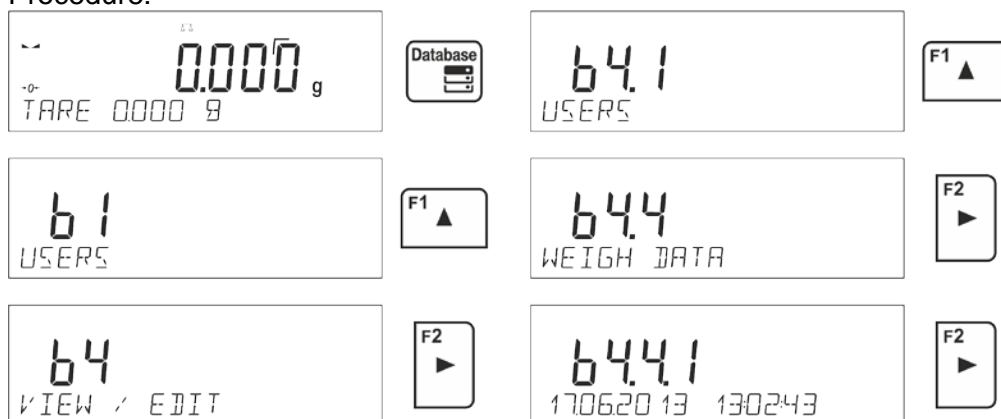 Procedure:
0.000 g
-0-
TARE 0.000 g
Database
b1
USERS
F1
b4
VIEW / EDIT
F2
b4.1
USERS
F1
b4.4
WEIGH DATA
F2
b4.4.1
17.06.2013 13:02:43
F2